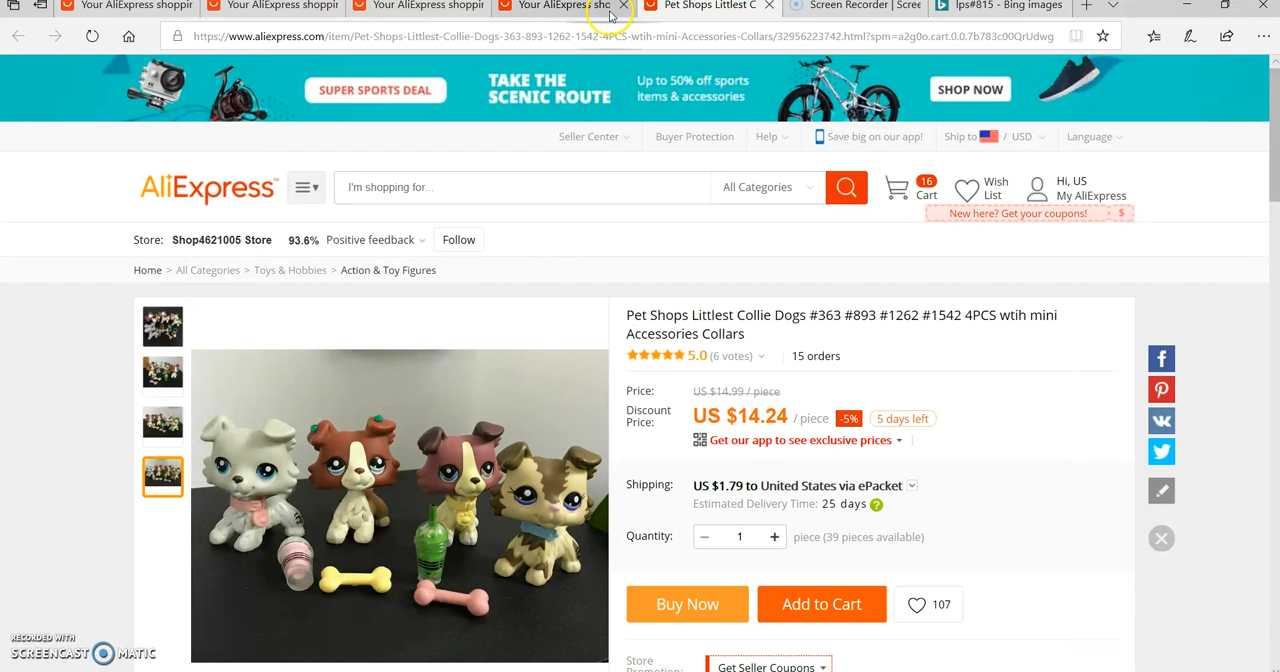 Your AliExpress shoppin
Your AliExpress shopping
Your AliExpress shoppin
Your AliExpress sho
Pet Shops Littlest C
Screen Recorder | Scree
lps#815 - Bing images
https://www.aliexpress.com/item/Pet-Shops-Littlest-Collie-Dogs-363-893-1262-1542-4PCS-wtih-mini-Accessories-Collars/32956223742.html?spm=a2g0o.cart.0.0.7b783c00QrUdwg
SUPER SPORTS DEAL
TAKE THE
SCENIC ROUTE
Up to 50% off sports
items & accessories
SHOP NOW
Seller Center
Buyer Protection
Help
Save big on our app!
Ship to / USD
Language
AliExpress™
I'm shopping for...
All Categories
16
Cart
Wish
List
Hi, US
My AliExpress
New here? Get your coupons! $
Store: Shop4621005 Store 93.6% Positive feedback Follow
Home > All Categories > Toys & Hobbies > Action & Toy Figures
Pet Shops Littlest Collie Dogs #363 #893 #1262 #1542 4PCS wtih mini
Accessories Collars
5.0 (6 votes) 15 orders
Price: US $14.99 / piece
Discount
Price:
US $14.24 / piece -5% 5 days left
Get our app to see exclusive prices
Shipping: US $1.79 to United States via ePacket
Estimated Delivery Time: 25 days ?
Quantity: − 1 + piece (39 pieces available)
Buy Now
Add to Cart
107
Store
Promotion:
Get Seller Coupons
RECORDED WITH
SCREENCAST MATIC